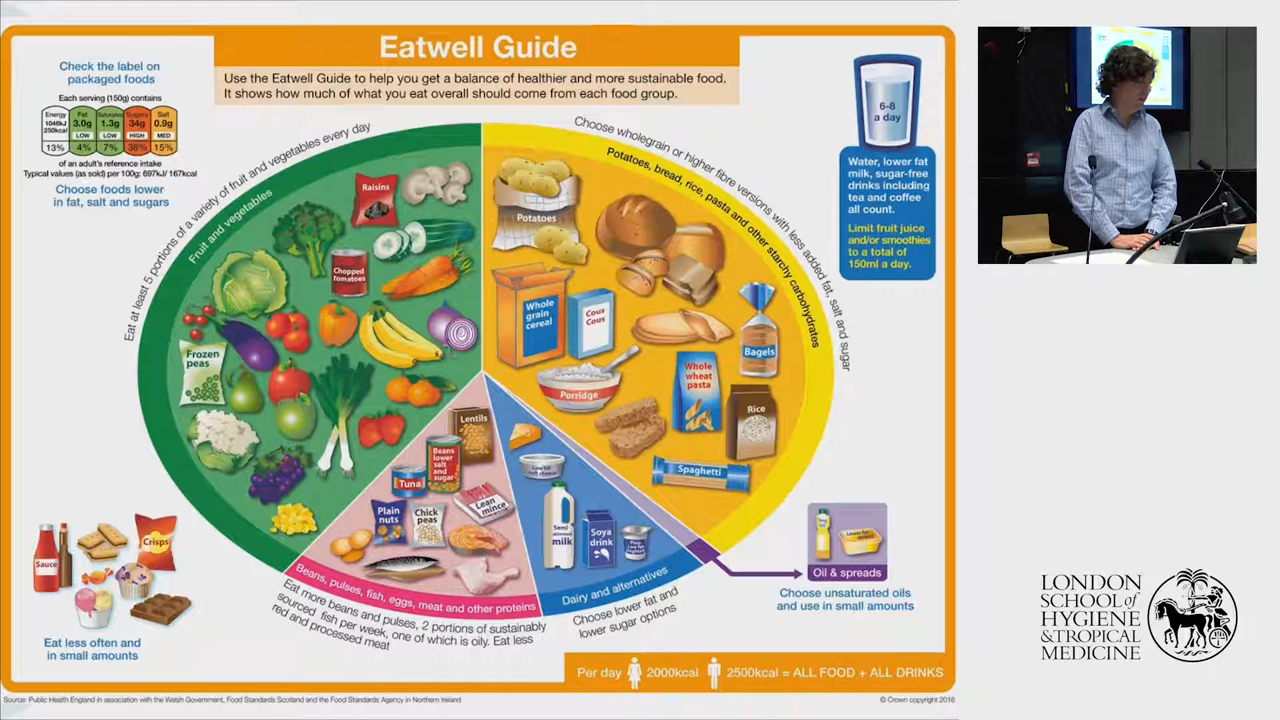 Eatwell Guide
Use the Eatwell Guide to help you get a balance of healthier and more sustainable food.
It shows how much of what you eat overall should come from each food group.
Check the label on
packaged foods
Each serving (150g) contains
Energy
1046kJ
250kcal
13%
Fat
3.0g
LOW
4%
Saturates
1.3g
LOW
7%
Sugars
34g
HIGH
38%
Salt
0.9g
MED
15%
of an adult's reference intake
Typical values (as sold) per 100g: 697kJ/ 167kcal
Choose foods lower
in fat, salt and sugars
6-8
a day
Water, lower fat
milk, sugar-free
drinks including
tea and coffee
all count.
Limit fruit juice
and/or smoothies
to a total of
150ml a day.
Eat at least 5 portions of a variety of fruit and vegetables every day
Fruit and vegetables
Raisins
Chopped
tomatoes
Frozen
peas
Choose wholegrain or higher fibre versions with less added fat, salt and sugar
Potatoes, bread, rice, pasta and other starchy carbohydrates
Potatoes
Whole
grain
cereal
Cous
Cous
Bagels
Porridge
Whole
wheat
pasta
Rice
Spaghetti
Lentils
Beans
lower
salt
and
sugar
Tuna
Plain
nuts
Chick
peas
Lean
mince
Beans, pulses, fish, eggs, meat and other proteins
Eat more beans and pulses, 2 portions of sustainably
sourced fish per week, one of which is oily. Eat less
red and processed meat
Semi
skimmed
milk
Soya
drink
Dairy and alternatives
Choose lower fat and
lower sugar options
Oil & spreads
Choose unsaturated oils
and use in small amounts
Sauce
Crisps
Eat less often and
in small amounts
Per day 2000kcal 2500kcal = ALL FOOD + ALL DRINKS
Source: Public Health England in association with the Welsh Government, Food Standards Scotland and the Food Standards Agency in Northern Ireland
© Crown copyright 2016
LONDON
SCHOOL of
HYGIENE
&TROPICAL
MEDICINE